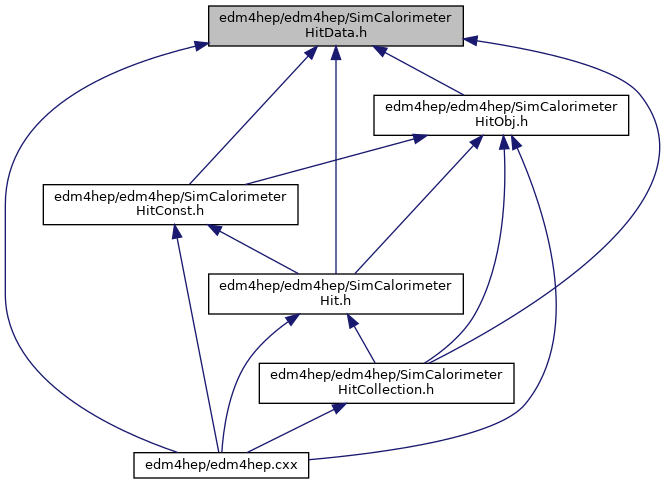 edm4hep/edm4hep/SimCalorimeter
HitData.h
edm4hep/edm4hep/SimCalorimeter
HitObj.h
edm4hep/edm4hep/SimCalorimeter
HitConst.h
edm4hep/edm4hep/SimCalorimeter
Hit.h
edm4hep/edm4hep/SimCalorimeter
HitCollection.h
edm4hep/edm4hep.cxx